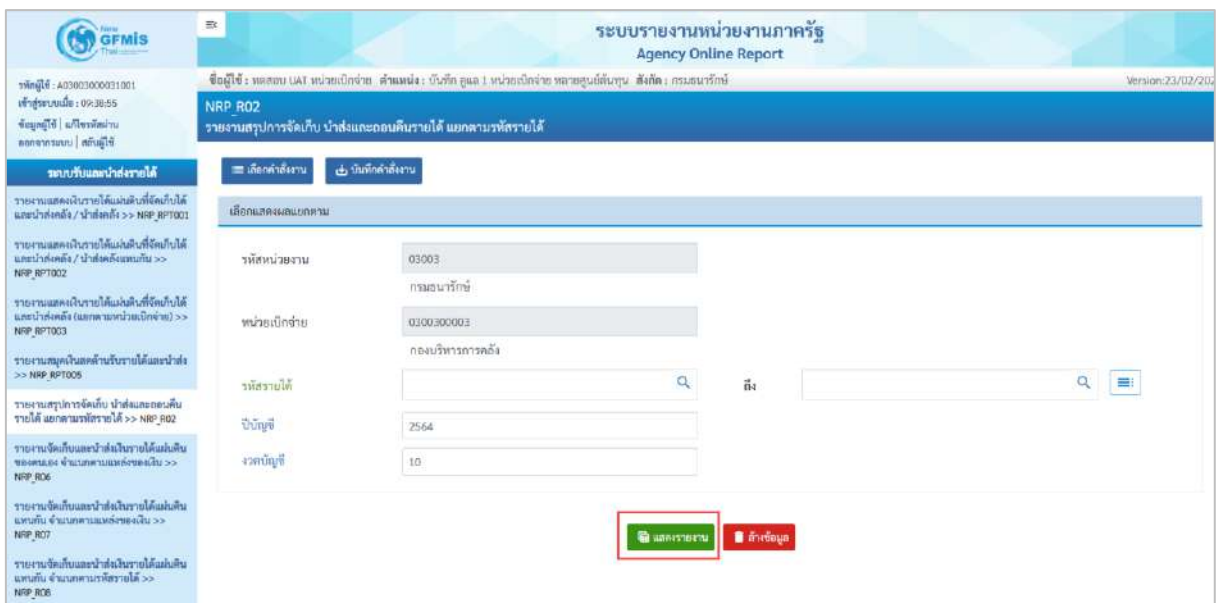 New
GFMIS
Thai
ระบบรายงานหน่วยงานภาครัฐ
Agency Online Report
รหัสผู้ใช้ : A03003000031001
เข้าสู่ระบบเมื่อ : 09:38:55
ข้อมูลผู้ใช้ | แก้ไขรหัสผ่าน
ออกจากระบบ | สลับผู้ใช้
ชื่อผู้ใช้ : ทดสอบ UAT หน่วยเบิกจ่าย ตำแหน่ง : บันทึก ดูแล 1 หน่วยเบิกจ่าย หลายศูนย์ต้นทุน สังกัด : กรมธนารักษ์
Version:23/02/202
NRP_R02
รายงานสรุปการจัดเก็บ นำส่งและถอนคืนรายได้ แยกตามรหัสรายได้
ระบบรับและนำส่งรายได้
รายงานแสดงเงินรายได้แผ่นดินที่จัดเก็บได้
และนำส่งคลัง / นำส่งคลัง >> NRP_RPT001
รายงานแสดงเงินรายได้แผ่นดินที่จัดเก็บได้
และนำส่งคลัง / นำส่งคลังแทนกัน >>
NRP_RPT002
รายงานแสดงเงินรายได้แผ่นดินที่จัดเก็บได้
และนำส่งคลัง (แยกตามหน่วยเบิกจ่าย) >>
NRP_RPT003
รายงานสมุดเงินสดด้านรับรายได้และนำส่ง
>> NRP_RPT005
รายงานสรุปการจัดเก็บ นำส่งและถอนคืน
รายได้ แยกตามรหัสรายได้ >> NRP_R02
รายงานจัดเก็บและนำส่งเงินรายได้แผ่นดิน
ของตนเอง จำแนกตามแหล่งของเงิน >>
NRP_R06
รายงานจัดเก็บและนำส่งเงินรายได้แผ่นดิน
แทนกัน จำแนกตามแหล่งของเงิน >>
NRP_R07
รายงานจัดเก็บและนำส่งเงินรายได้แผ่นดิน
แทนกัน จำแนกตามรหัสรายได้ >>
NRP_R08
เลือกคำสั่งงาน
บันทึกคำสั่งงาน
เลือกแสดงผลแยกตาม
รหัสหน่วยงาน
03003
กรมธนารักษ์
หน่วยเบิกจ่าย
0300300003
กองบริหารการคลัง
รหัสรายได้
ถึง
ปีบัญชี
2564
งวดบัญชี
10
แสดงรายงาน
ล้างข้อมูล